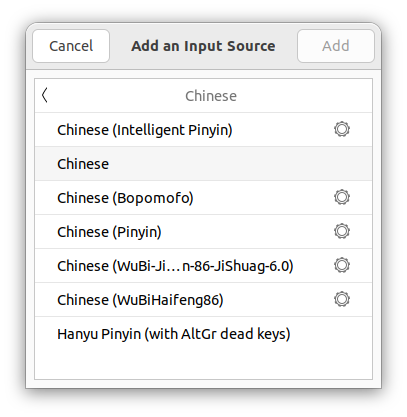 Cancel Add an Input Source Add
Chinese
Chinese (Intelligent Pinyin)
Chinese
Chinese (Bopomofo)
Chinese (Pinyin)
Chinese (WuBi-Ji…n-86-JiShuag-6.0)
Chinese (WuBiHaifeng86)
Hanyu Pinyin (with AltGr dead keys)